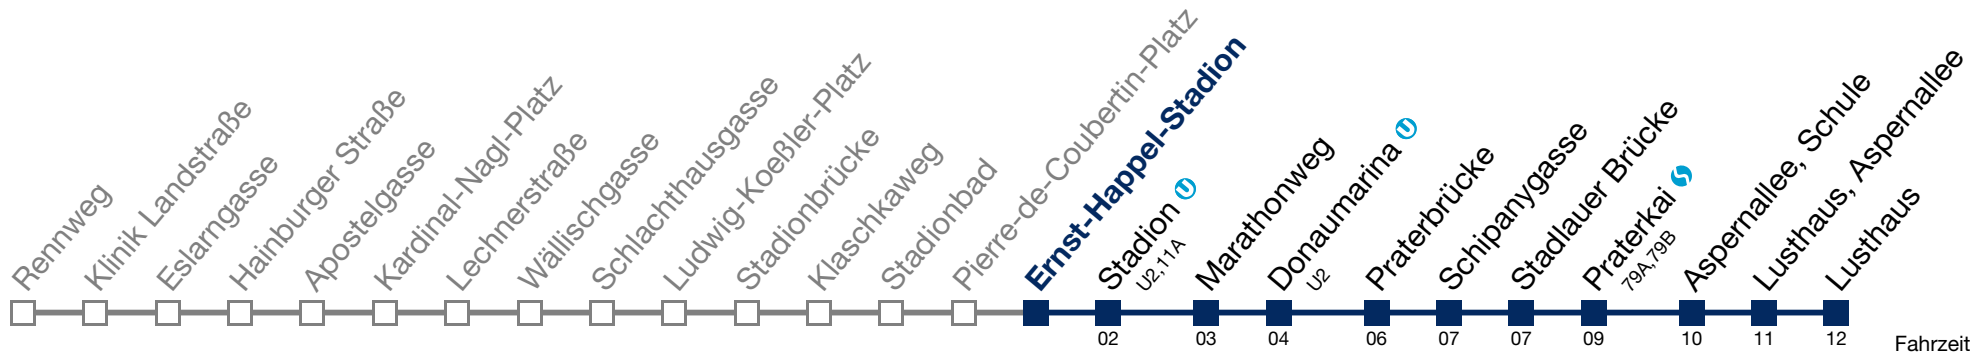 Rennweg
Klinik Landstraße
Eslarngasse
Hainburger Straße
Apostelgasse
Kardinal-Nagl-Platz
Lechnerstraße
Wällischgasse
Schlachthausgasse
Ludwig-Koeßler-Platz
Stadionbrücke
Klaschkaweg
Stadionbad
Pierre-de-Coubertin-Platz
Ernst-Happel-Stadion
Stadion U
U2,11A
Marathonweg
Donaumarina U
U2
Praterbrücke
Schipanygasse
Stadlauer Brücke
Praterkai S
79A,79B
Aspernallee, Schule
Lusthaus, Aspernallee
Lusthaus
02 03 04 06 07 07 09 10 11 12 Fahrzeit